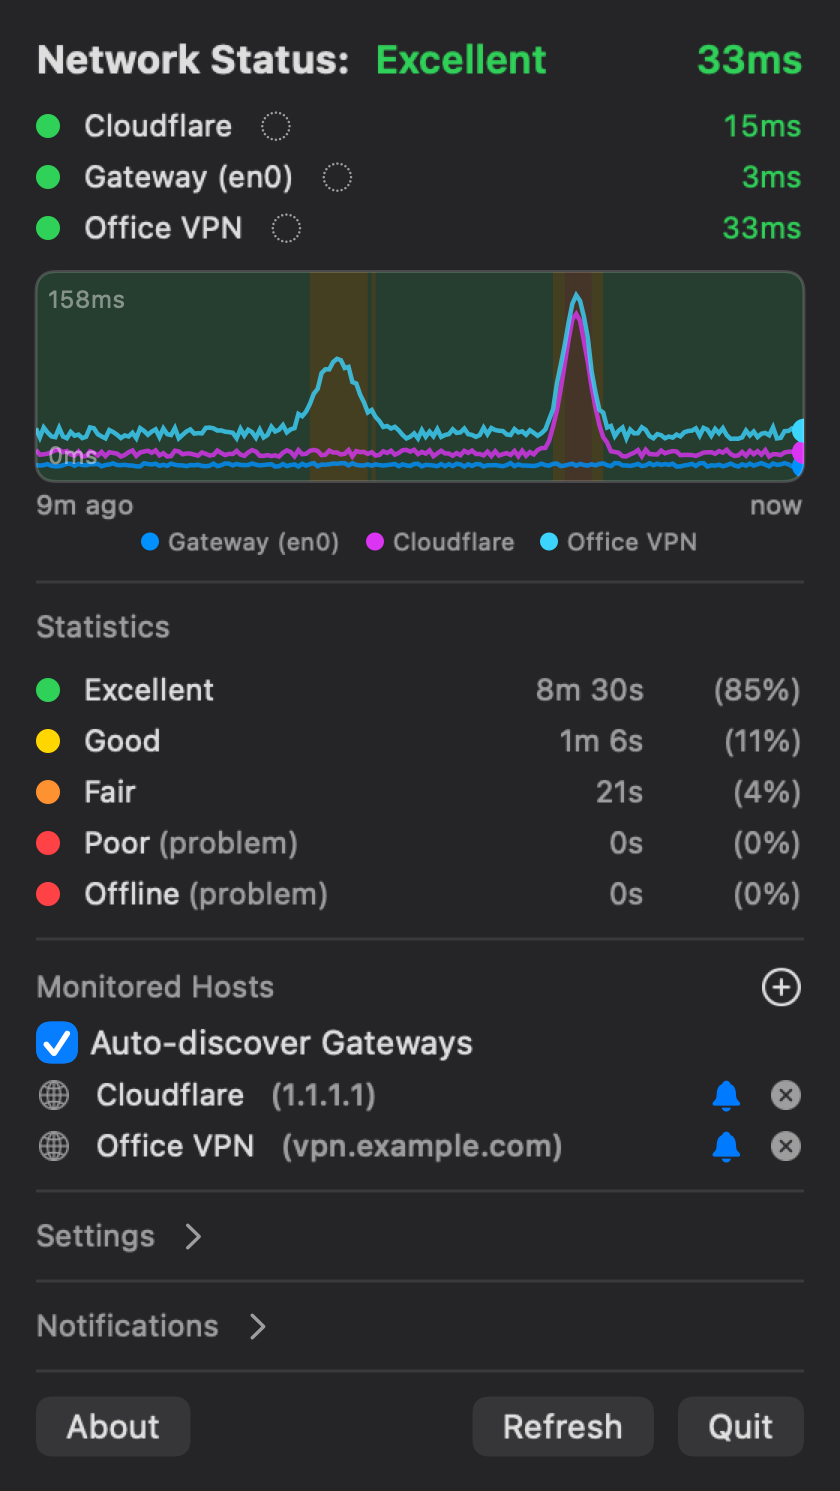 Network Status: Excellent 33ms
Cloudflare 15ms
Gateway (en0) 3ms
Office VPN 33ms
158ms
0ms
9m ago now
Gateway (en0) Cloudflare Office VPN
Statistics
Excellent 8m 30s (85%)
Good 1m 6s (11%)
Fair 21s (4%)
Poor (problem) 0s (0%)
Offline (problem) 0s (0%)
Monitored Hosts
Auto-discover Gateways
Cloudflare (1.1.1.1)
Office VPN (vpn.example.com)
Settings
Notifications
About Refresh Quit